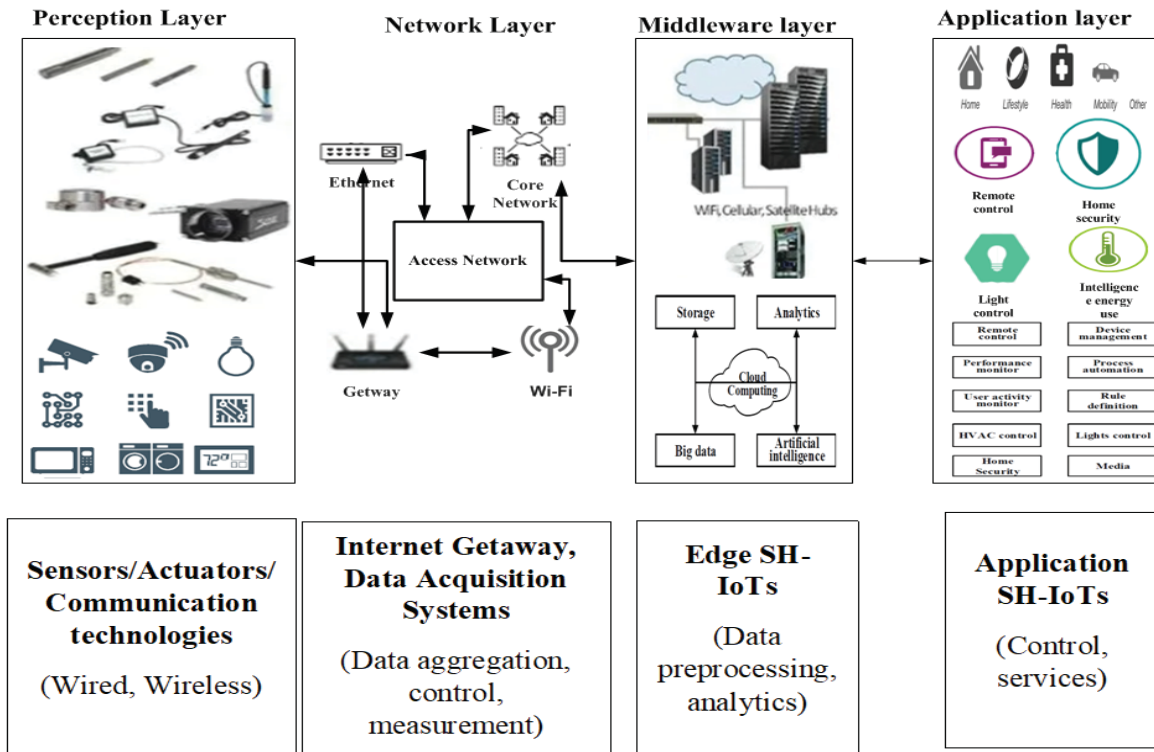 Perception Layer
Network Layer
Middleware layer
Application layer
72°
Ethernet
Core
Network
Access Network
Getway
Wi-Fi
WiFi, Cellular, Satellite Hubs
Storage
Analytics
Cloud
Computing
Big data
Artificial
intelligence
Home
Lifestyle
Health
Mobility
Other
Remote
control
Home
security
Light
control
Intelligenc
e energy
use
Remote
control
Device
management
Performance
monitor
Process
automation
User activity
monitor
Rule
definition
HVAC control
Lights control
Home
Security
Media
Sensors/Actuators/
Communication
technologies
(Wired, Wireless)
Internet Getaway,
Data Acquisition
Systems
(Data aggregation,
control,
measurement)
Edge SH-
IoTs
(Data
preprocessing,
analytics)
Application
SH-IoTs
(Control,
services)